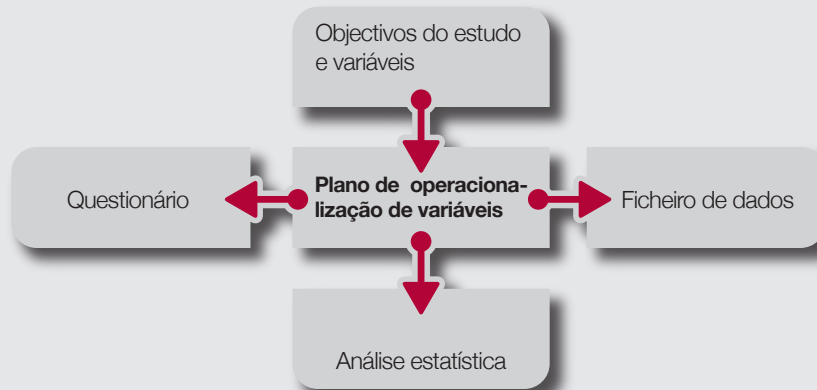 Objectivos do estudo
e variáveis
Questionário
Plano de operaciona-
lização de variáveis
Ficheiro de dados
Análise estatística